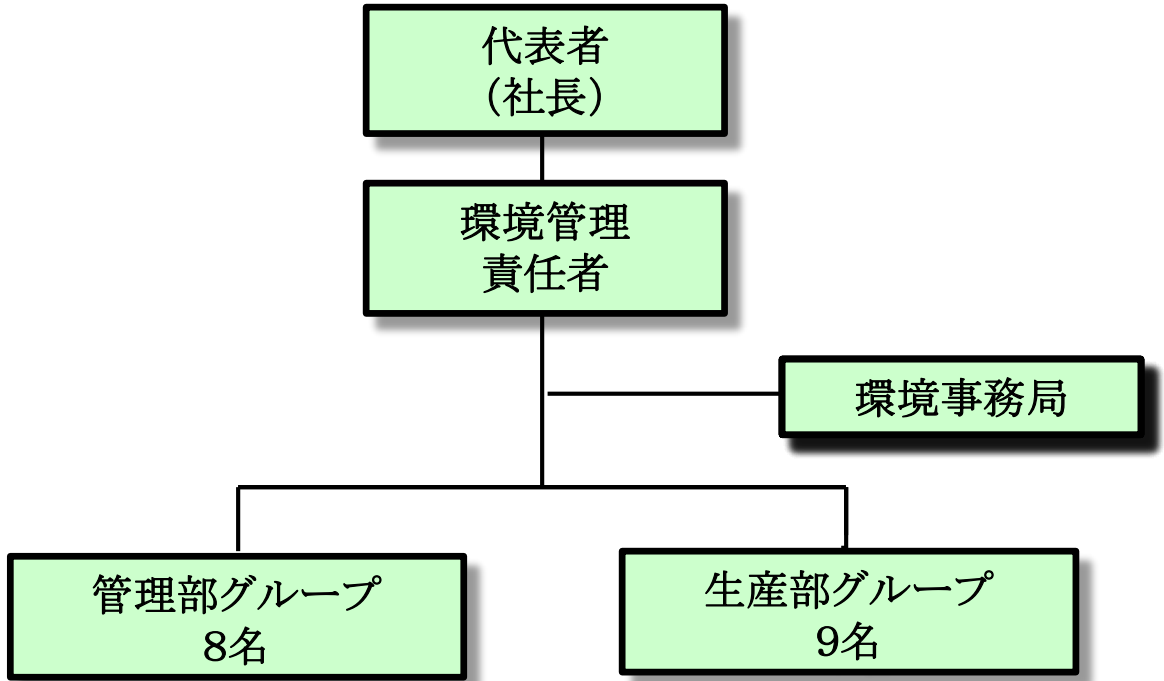 代表者
（社長）
環境管理
責任者
環境事務局
管理部グループ
8名
生産部グループ
9名